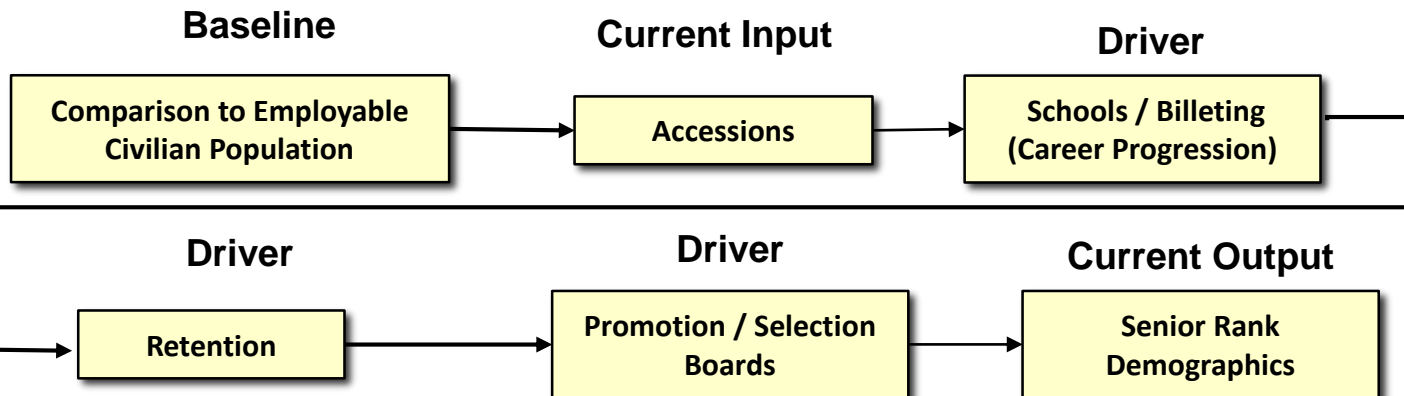 Baseline
Current Input
Driver
Comparison to Employable
Civilian Population
Accessions
Schools / Billeting
(Career Progression)
Driver
Driver
Current Output
Retention
Promotion / Selection
Boards
Senior Rank
Demographics